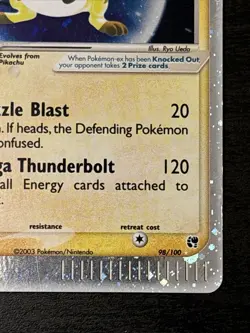 Illus. Ryo Ueda
Evolves from
Pikachu
When Pokémon-ex has been Knocked Out,
your opponent takes 2 Prize cards
zzle Blast 20
. If heads, the Defending Pokémon
onfused.
ga Thunderbolt 120
all Energy cards attached to
resistance retreat cost
©2003 Pokémon/Nintendo 98/100